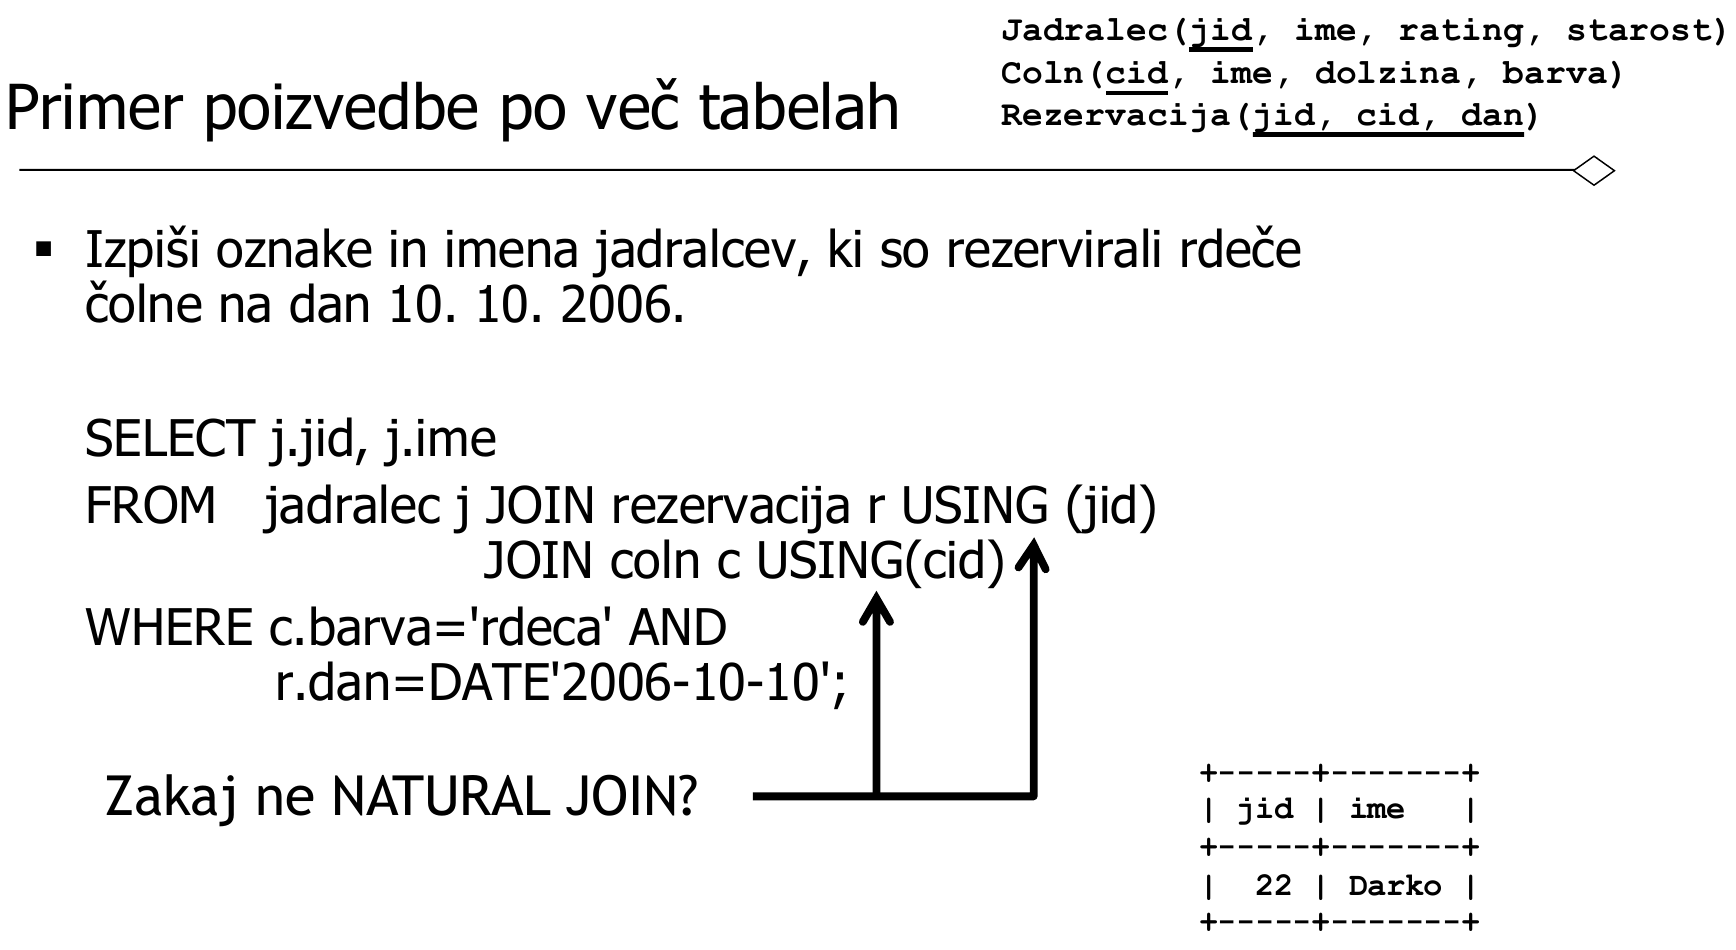 Jadralec(jid, ime, rating, starost)
Coln(cid, ime, dolzina, barva)
Rezervacija(jid, cid, dan)
Primer poizvedbe po več tabelah
▪ Izpiši oznake in imena jadralcev, ki so rezervirali rdeče
čolne na dan 10. 10. 2006.
SELECT j.jid, j.ime
FROM jadralec j JOIN rezervacija r USING (jid)
JOIN coln c USING(cid)
WHERE c.barva='rdeca' AND
r.dan=DATE'2006-10-10';
Zakaj ne NATURAL JOIN?
+-----+-------+
| jid | ime   |
+-----+-------+
|  22 | Darko |
+-----+-------+